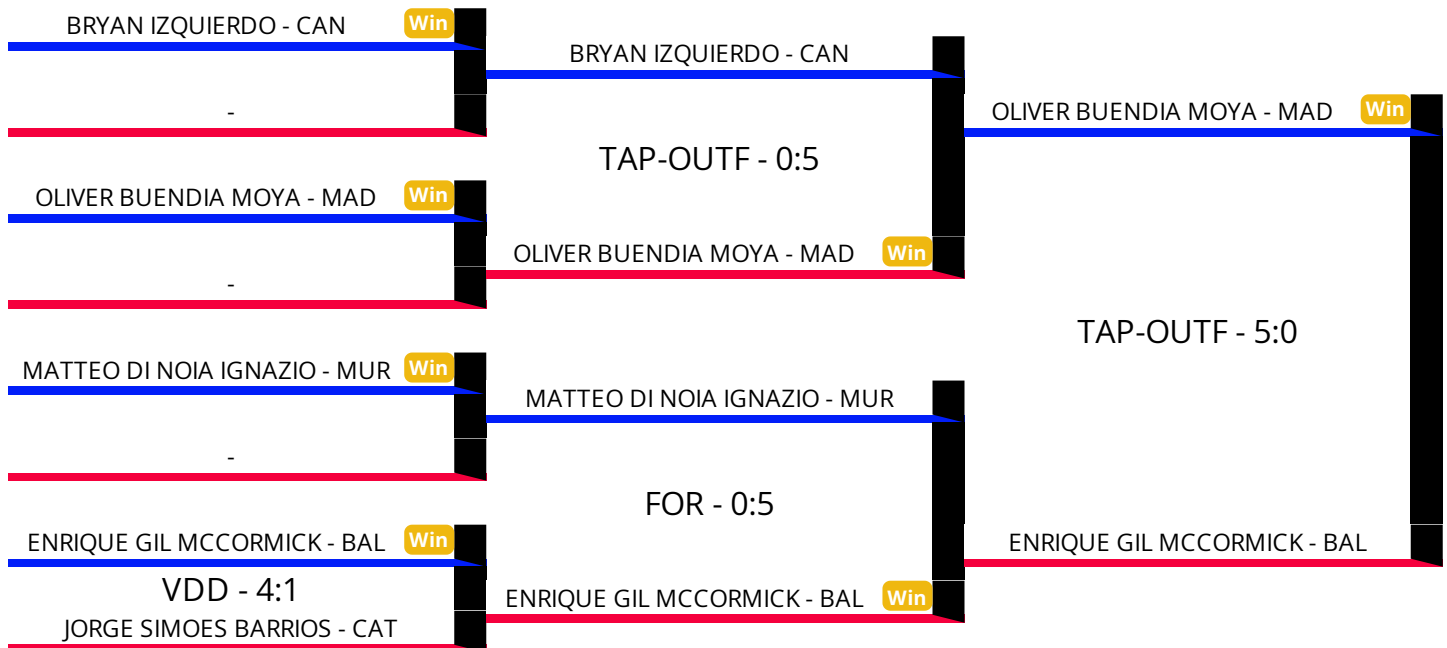 BRYAN IZQUIERDO - CAN Win
-
OLIVER BUENDIA MOYA - MAD Win
-
MATTEO DI NOIA IGNAZIO - MUR Win
-
ENRIQUE GIL MCCORMICK - BAL Win
VDD - 4:1
JORGE SIMOES BARRIOS - CAT
BRYAN IZQUIERDO - CAN
TAP-OUTF - 0:5
OLIVER BUENDIA MOYA - MAD Win
MATTEO DI NOIA IGNAZIO - MUR
FOR - 0:5
ENRIQUE GIL MCCORMICK - BAL Win
OLIVER BUENDIA MOYA - MAD Win
TAP-OUTF - 5:0
ENRIQUE GIL MCCORMICK - BAL